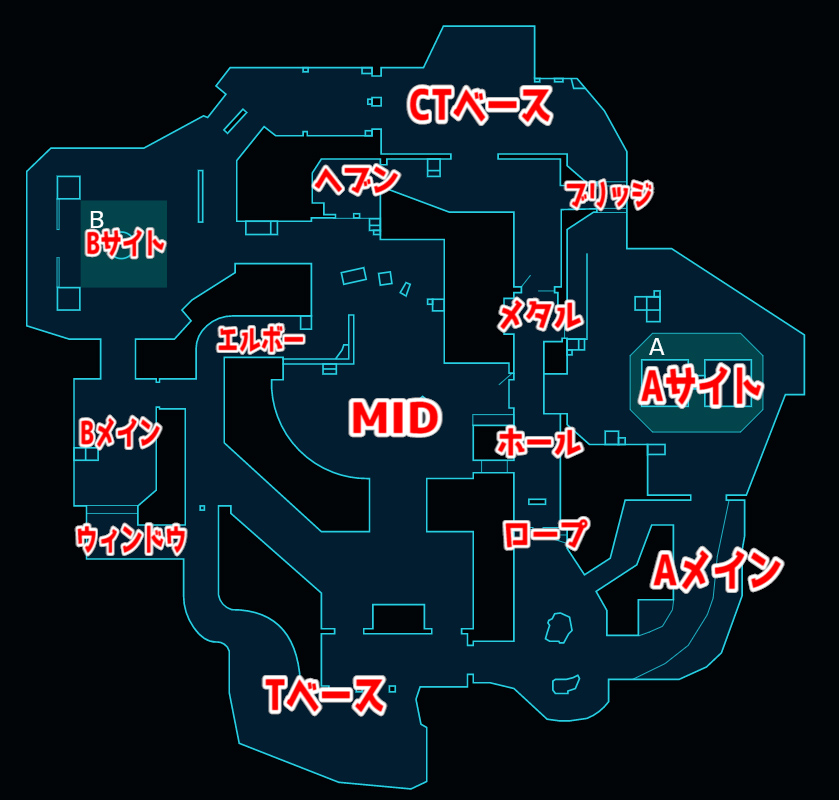 CTベース
ヘブン
ブリッジ
B
Bサイト
メタル
エルボー
A
Aサイト
MID
Bメイン
ホール
ウィンドウ
ロープ
Aメイン
Tベース